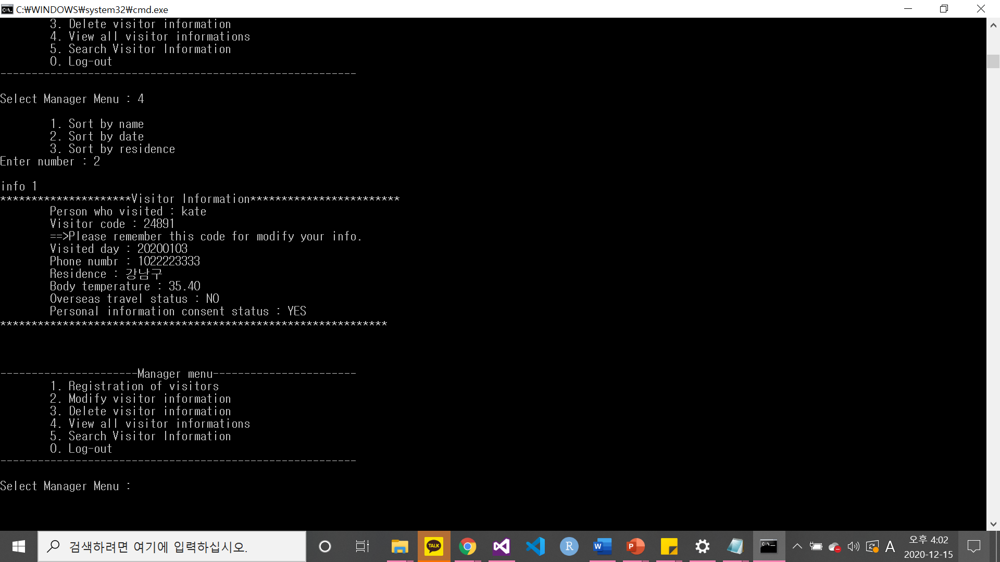 C:₩WINDOWS₩system32₩cmd.exe
3. Delete visitor information
4. View all visitor informations
5. Search Visitor Information
0. Log-out
---------------------------------------------------------
Select Manager Menu : 4
1. Sort by name
2. Sort by date
3. Sort by residence
Enter number : 2
info 1
*********************Visitor Information************************
Person who visited : kate
Visitor code : 24891
==>Please remember this code for modify your info.
Visited day : 20200103
Phone numbr : 1022223333
Residence : 강남구
Body temperature : 35.40
Overseas travel status : NO
Personal information consent status : YES
**************************************************************
----------------------Manager menu-----------------------
1. Registration of visitors
2. Modify visitor information
3. Delete visitor information
4. View all visitor informations
5. Search Visitor Information
0. Log-out
---------------------------------------------------------
Select Manager Menu :
검색하려면 여기에 입력하십시오.
TALK
R
W
P
A
오후 4:02
2020-12-15